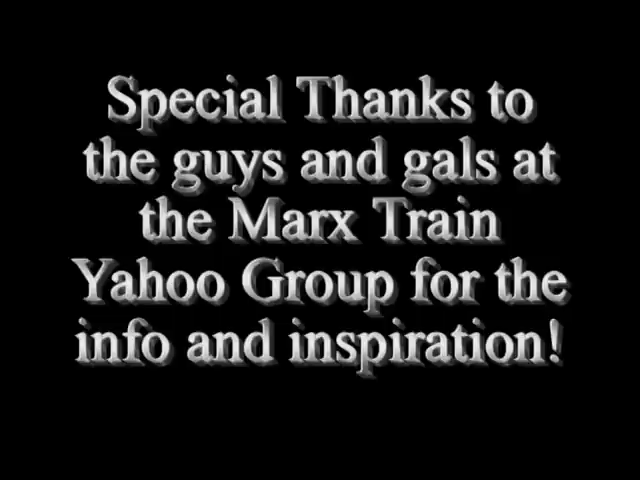 Special Thanks to
the guys and gals at
the Marx Train
Yahoo Group for the
info and inspiration!